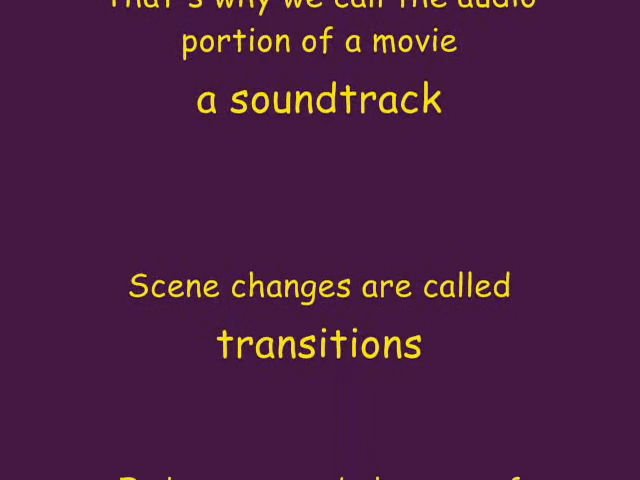 That's why we call the audio
portion of a movie
a soundtrack
Scene changes are called
transitions